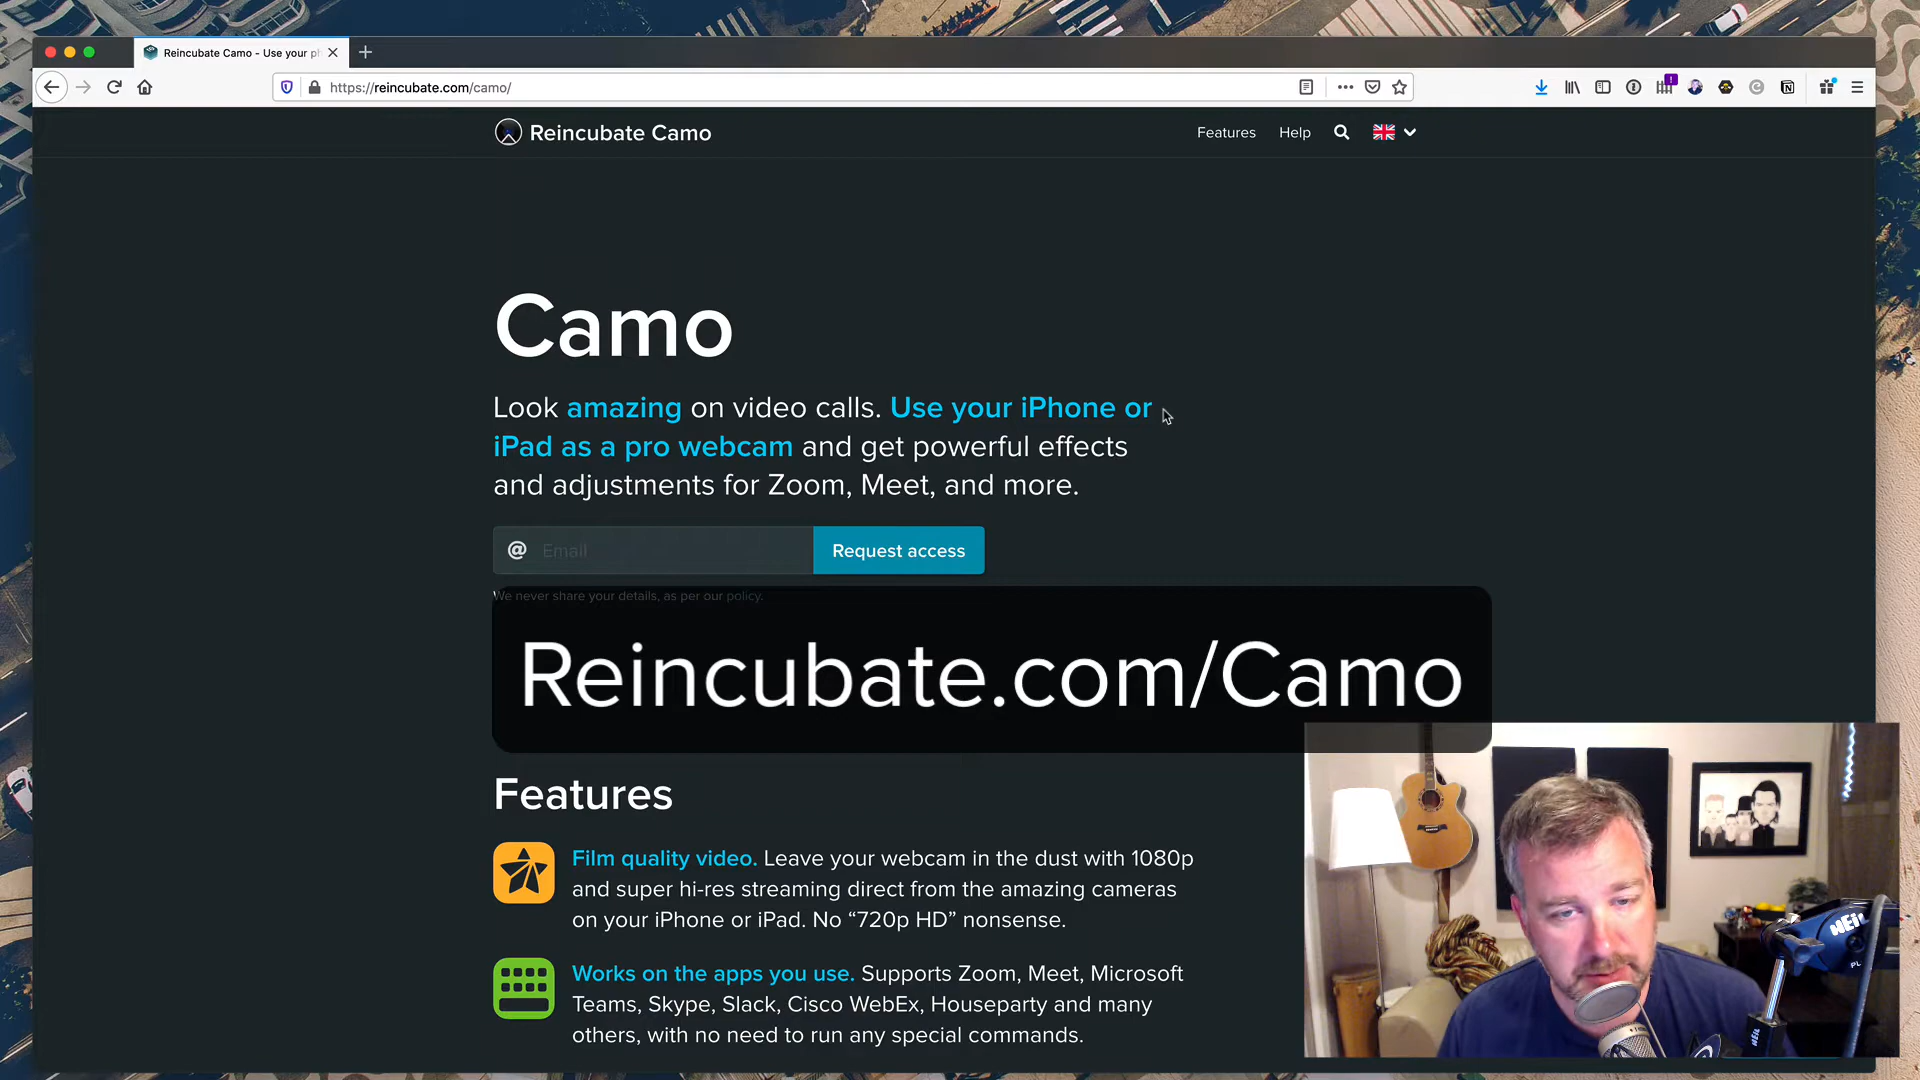 Reincubate Camo - Use your ph
https://reincubate.com/camo/
Reincubate Camo
Features
Help
Camo
Look amazing on video calls. Use your iPhone or
iPad as a pro webcam and get powerful effects
and adjustments for Zoom, Meet, and more.
@ Email
Request access
We never share your details, as per our policy.
Reincubate.com/Camo
Features
Film quality video. Leave your webcam in the dust with 1080p
and super hi-res streaming direct from the amazing cameras
on your iPhone or iPad. No “720p HD” nonsense.
Works on the apps you use. Supports Zoom, Meet, Microsoft
Teams, Skype, Slack, Cisco WebEx, Houseparty and many
others, with no need to run any special commands.
HEiL
PL
HEiL